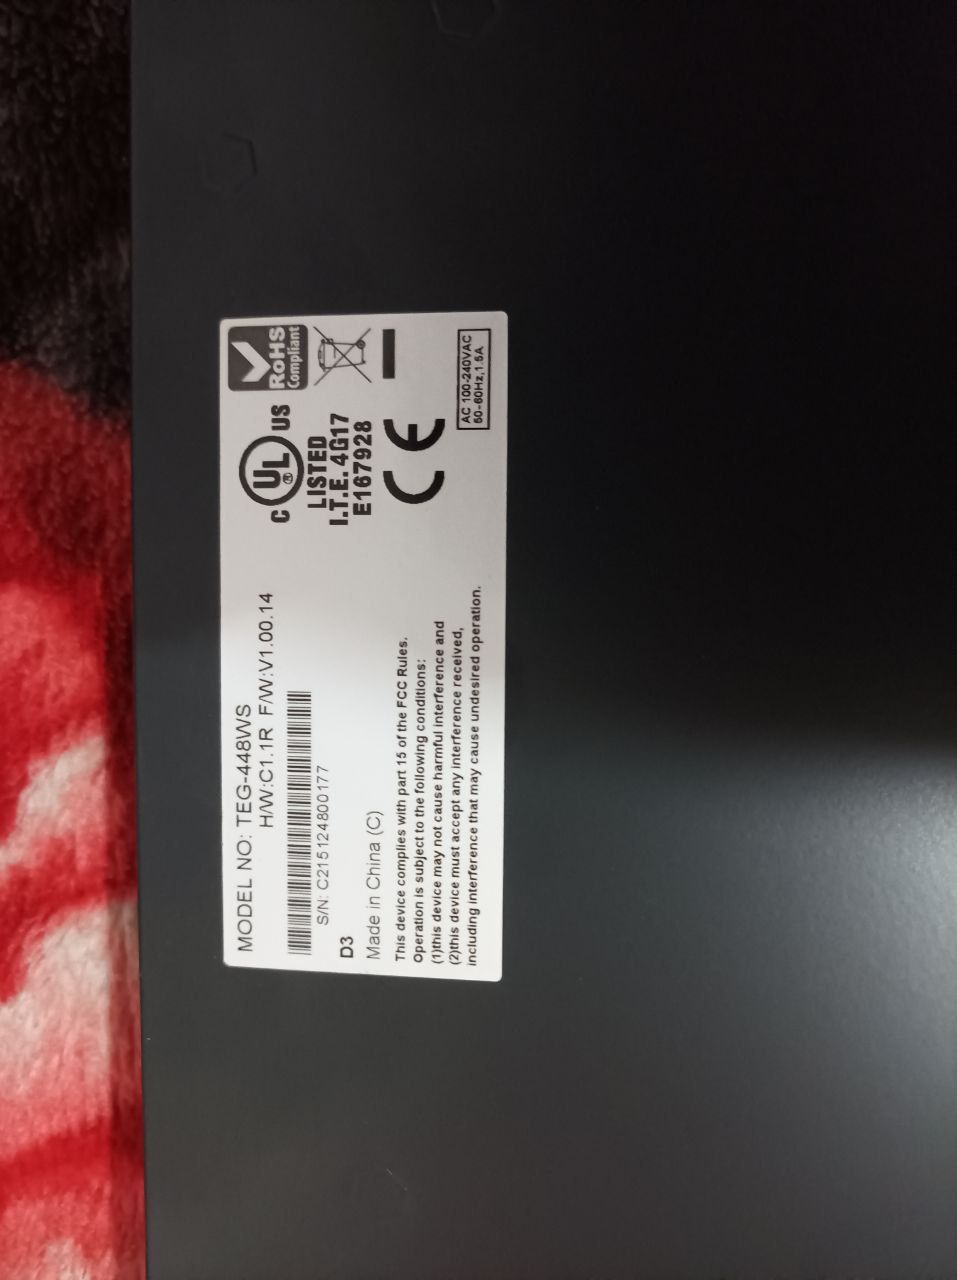 MODEL NO: TEG-448WS
H/W:C1.1R F/W:V1.00.14
S/N: C215124800177
D3
Made in China (C)
This device complies with part 15 of the FCC Rules.
Operation is subject to the following conditions:
(1)this device may not cause harmful interference and
(2)this device must accept any interference received,
including interference that may cause undesired operation.
C UL ® US
LISTED
I.T.E. 4G17
E167928
CE
RoHS
Compliant
AC 100-240VAC
50-60Hz,1.5A